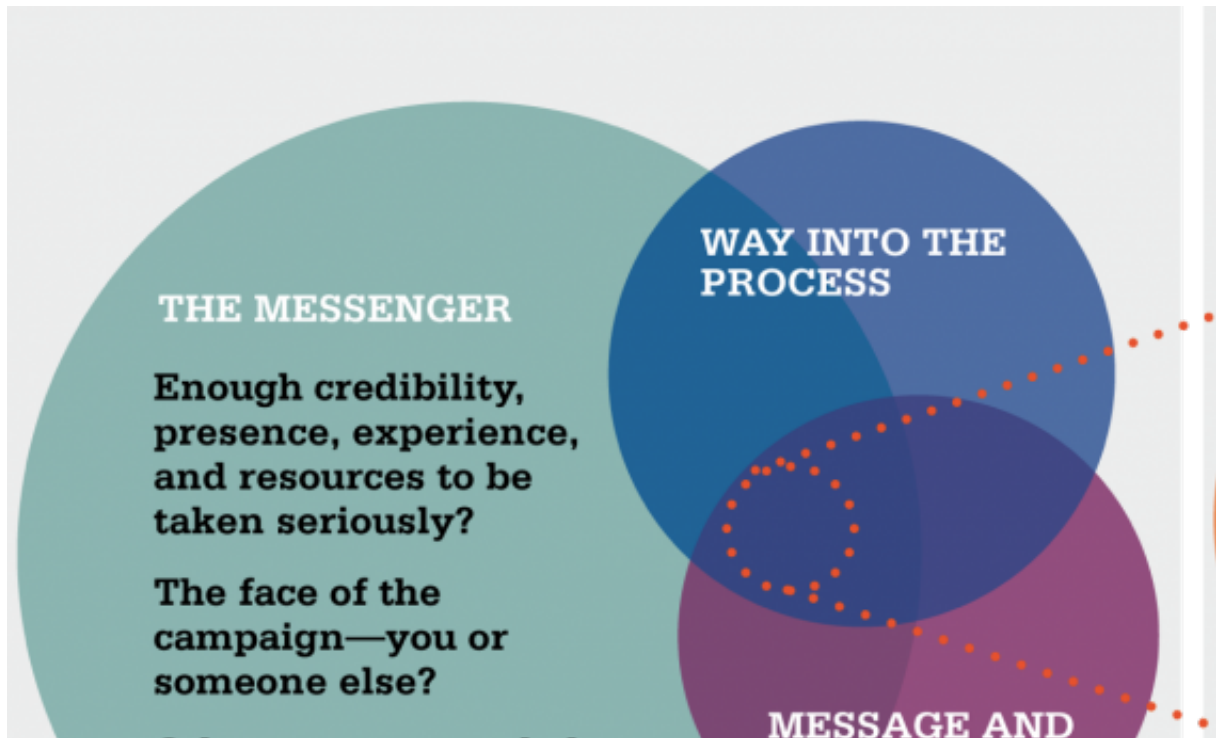 THE MESSENGER
Enough credibility,
presence, experience,
and resources to be
taken seriously?
The face of the
campaign—you or
someone else?
WAY INTO THE
PROCESS
MESSAGE AND